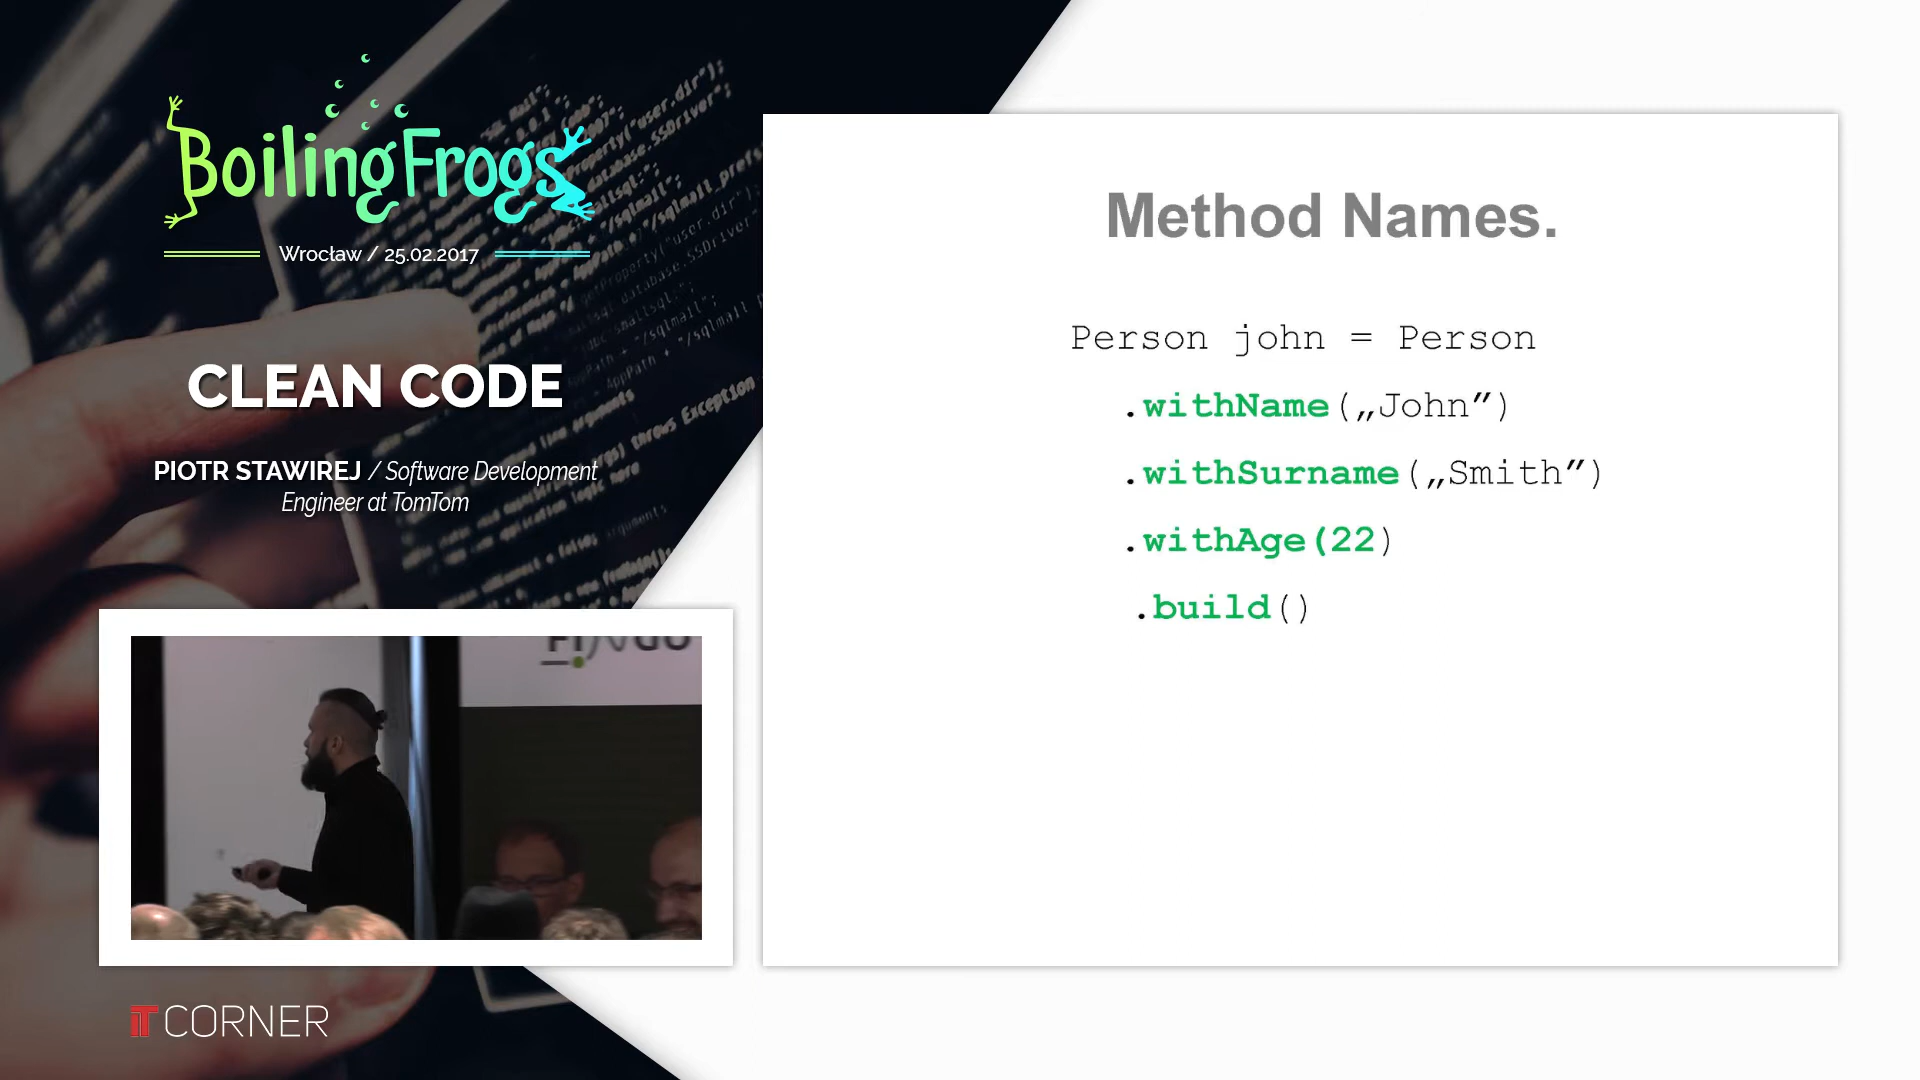 BoilingFrogs
Wrocław / 25.02.2017
CLEAN CODE
PIOTR STAWIREJ / Software Development
Engineer at TomTom
IT CORNER
Method Names.
Person john = Person
.withName(„John”)
.withSurname(„Smith”)
.withAge(22)
.build()